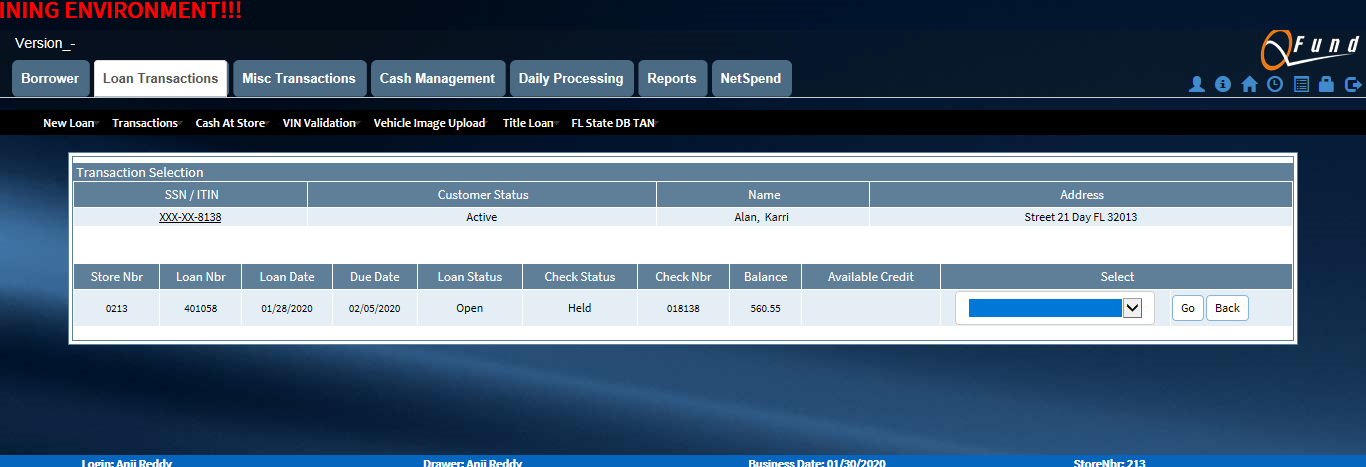 INING ENVIRONMENT!!!
Version_-
Fund
Borrower Loan Transactions Misc Transactions Cash Management Daily Processing Reports NetSpend
New Loan Transactions Cash At Store VIN Validation Vehicle Image Upload Title Loan FL State DB TAN
Transaction Selection
SSN / ITIN Customer Status Name Address
XXX-XX-8138 Active Alan, Karri Street 21 Day FL 32013
Store Nbr Loan Nbr Loan Date Due Date Loan Status Check Status Check Nbr Balance Available Credit Select
0213 401058 01/28/2020 02/05/2020 Open Held 018138 560.55 Go Back
Login: Anji Reddy Drawer: Anji Reddy Business Date: 01/30/2020 StoreNbr: 213